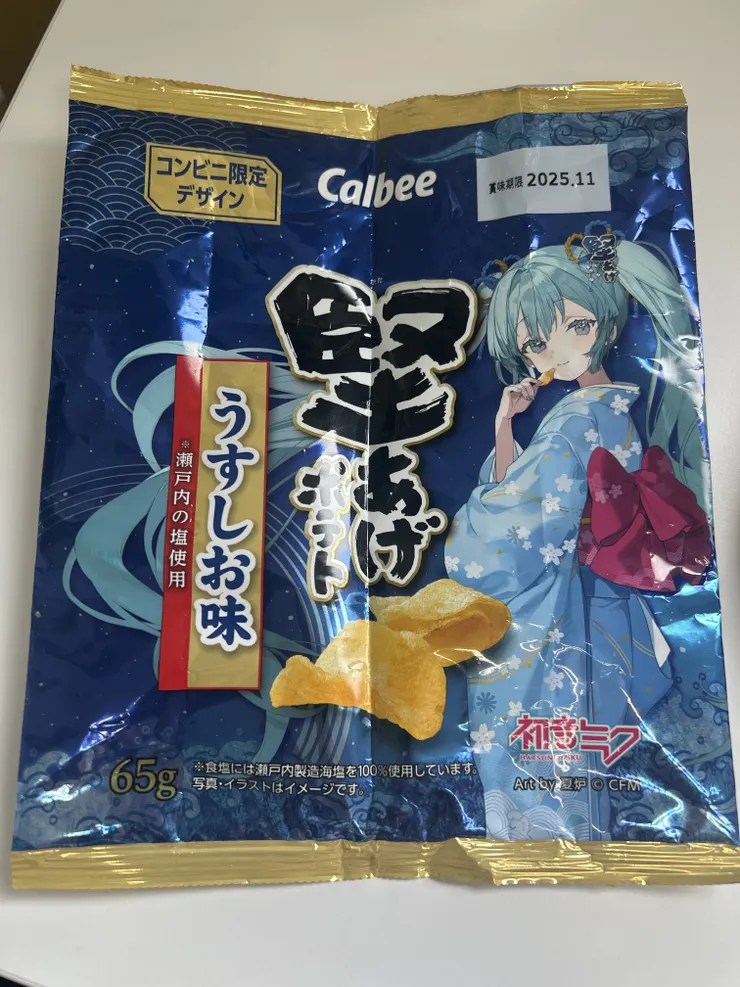 コンビニ限定
デザイン
Calbee
賞味期限 2025.11
堅あげ
ポテト
うすしお味
※瀬戸内の塩使用
初音ミク
HATSUNE MIKU
65g
※食塩には瀬戸内製造海塩を100%使用しています。
写真・イラストはイメージです。
Art by 夏炉 © CFM